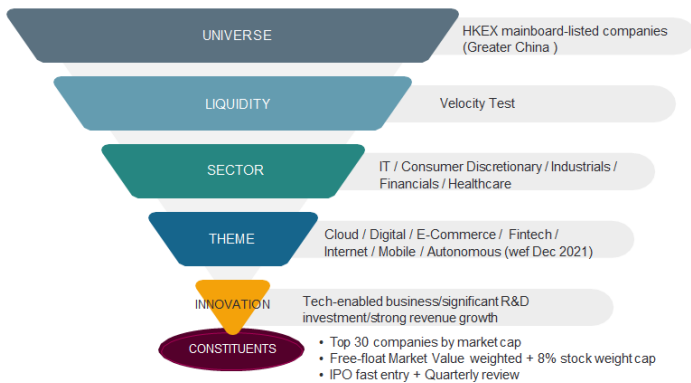 UNIVERSE
HKEX mainboard-listed companies
(Greater China )
LIQUIDITY
Velocity Test
SECTOR
IT / Consumer Discretionary / Industrials /
Financials / Healthcare
THEME
Cloud / Digital / E-Commerce / Fintech /
Internet / Mobile / Autonomous (wef Dec 2021)
INNOVATION
Tech-enabled business/significant R&D
investment/strong revenue growth
CONSTITUENTS
• Top 30 companies by market cap
• Free-float Market Value weighted + 8% stock weight cap
• IPO fast entry + Quarterly review